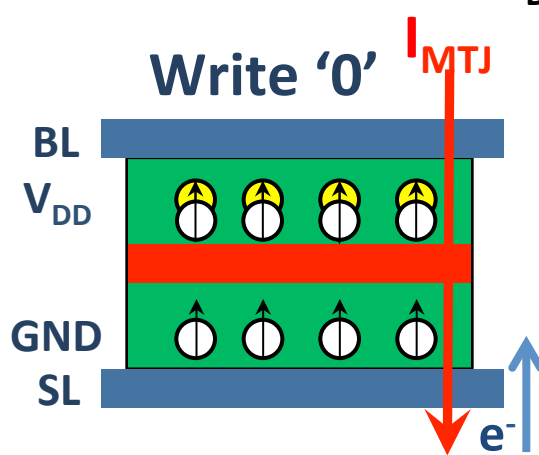 I_MTJ
Write ‘0’
BL
V_DD
GND
SL
e⁻